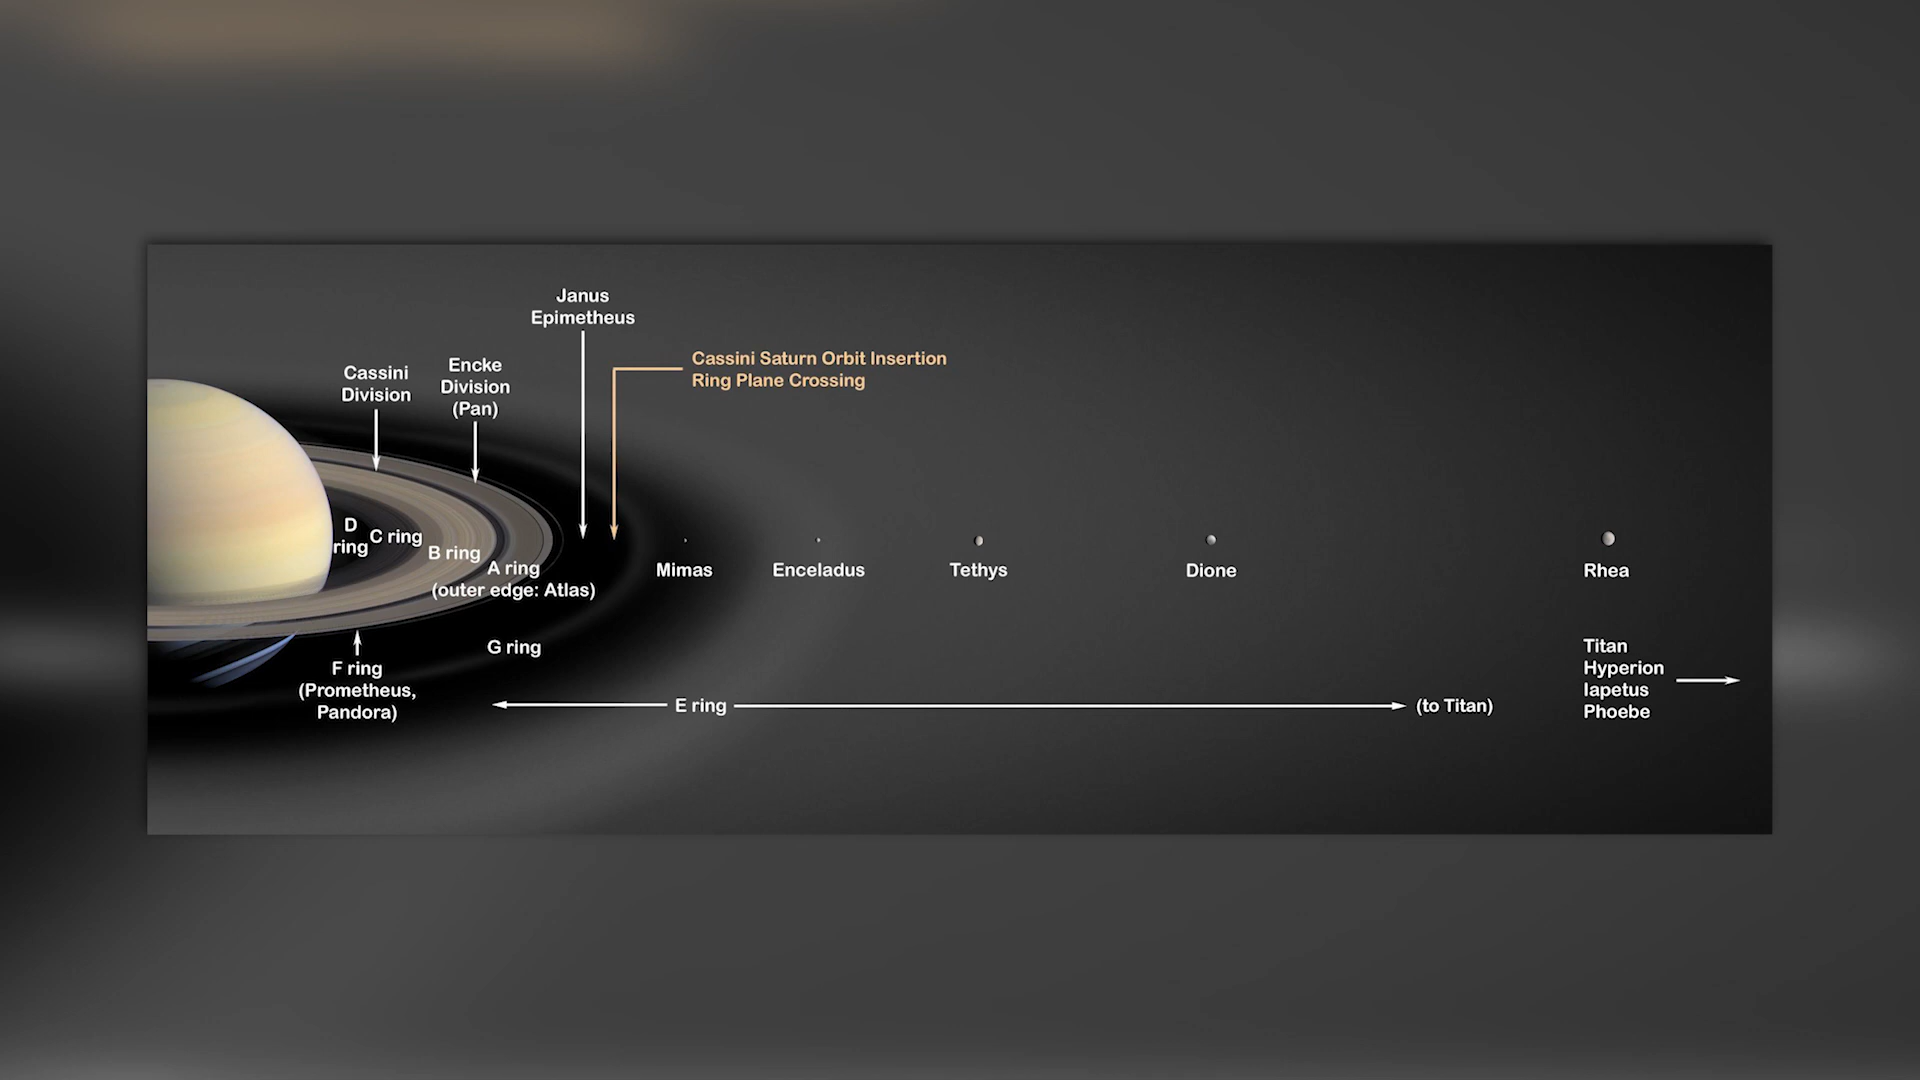 Janus
Epimetheus
Cassini Saturn Orbit Insertion
Ring Plane Crossing
Cassini
Division
Encke
Division
(Pan)
D
ring
C ring
B ring
A ring
(outer edge: Atlas)
Mimas
Enceladus
Tethys
Dione
Rhea
G ring
F ring
(Prometheus,
Pandora)
E ring
(to Titan)
Titan
Hyperion
Iapetus
Phoebe